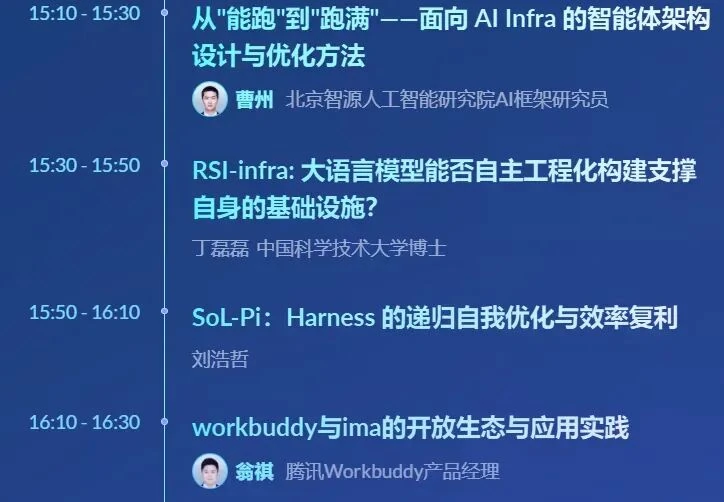 15:10 - 15:30
从"能跑"到"跑满"——面向 AI Infra 的智能体架构
设计与优化方法
曹州 北京智源人工智能研究院AI框架研究员
15:30 - 15:50
RSI-infra: 大语言模型能否自主工程化构建支撑
自身的基础设施?
丁磊磊 中国科学技术大学博士
15:50 - 16:10
SoL-Pi：Harness 的递归自我优化与效率复利
刘浩哲
16:10 - 16:30
workbuddy与ima的开放生态与应用实践
翁祺 腾讯Workbuddy产品经理